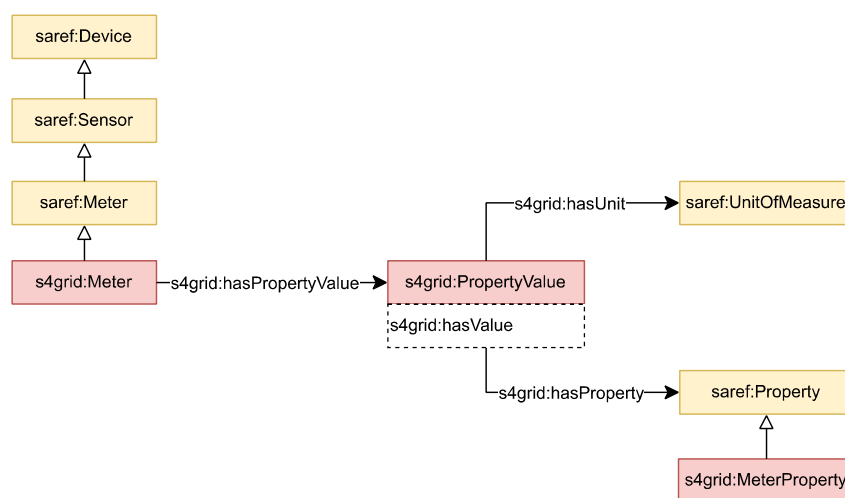 saref:Device
saref:Sensor
saref:Meter
s4grid:hasUnit
saref:UnitOfMeasure
s4grid:Meter
s4grid:hasPropertyValue
s4grid:PropertyValue
s4grid:hasValue
s4grid:hasProperty
saref:Property
s4grid:MeterProperty